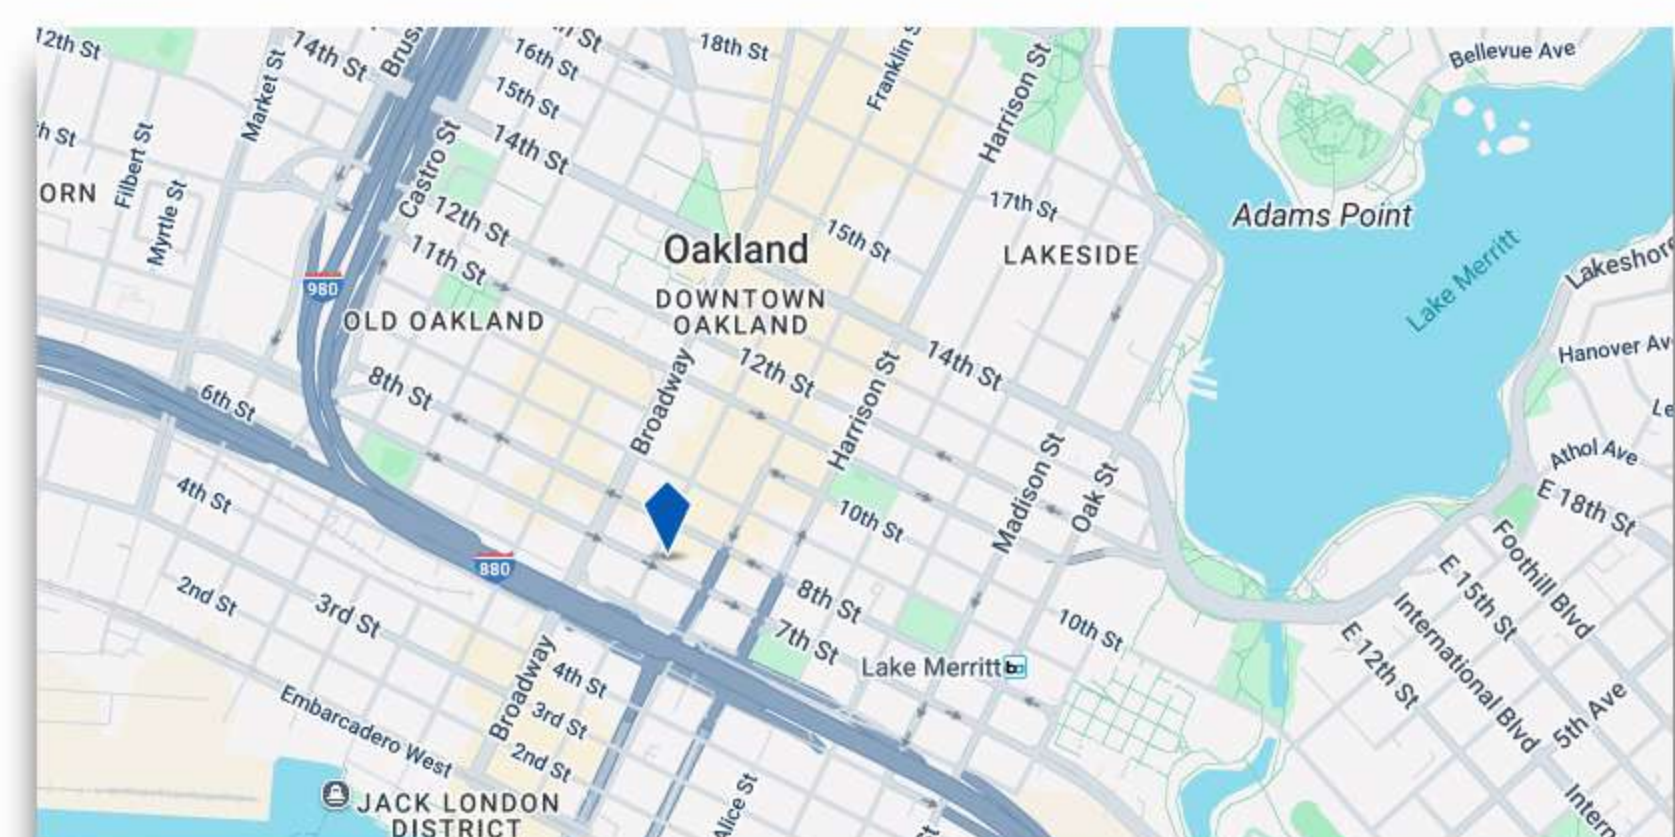 12th St
14th St
Market St
16th St
18th St
Franklin S
Harrison St
Bellevue Ave
15th St
Castro St
14th St
Filbert St
Myrtle St
ORN
12th St
11th St
17th St
Adams Point
15th St
Oakland
LAKESIDE
Lake Merritt
Lakeshore
980
DOWNTOWN
OAKLAND
OLD OAKLAND
12th St
14th St
Hanover Av
8th St
6th St
Broadway
Harrison St
Madison St
Oak St
Athol Ave
E 18th St
4th St
10th St
Foothill Blvd
880
E 15th St
2nd St
3rd St
8th St
10th St
International Blvd
7th St
E 12th St
Lake Merritt
4th St
Broadway
5th Ave
Embarcadero West
3rd St
2nd St
Alice St
JACK LONDON
DISTRICT
Intern